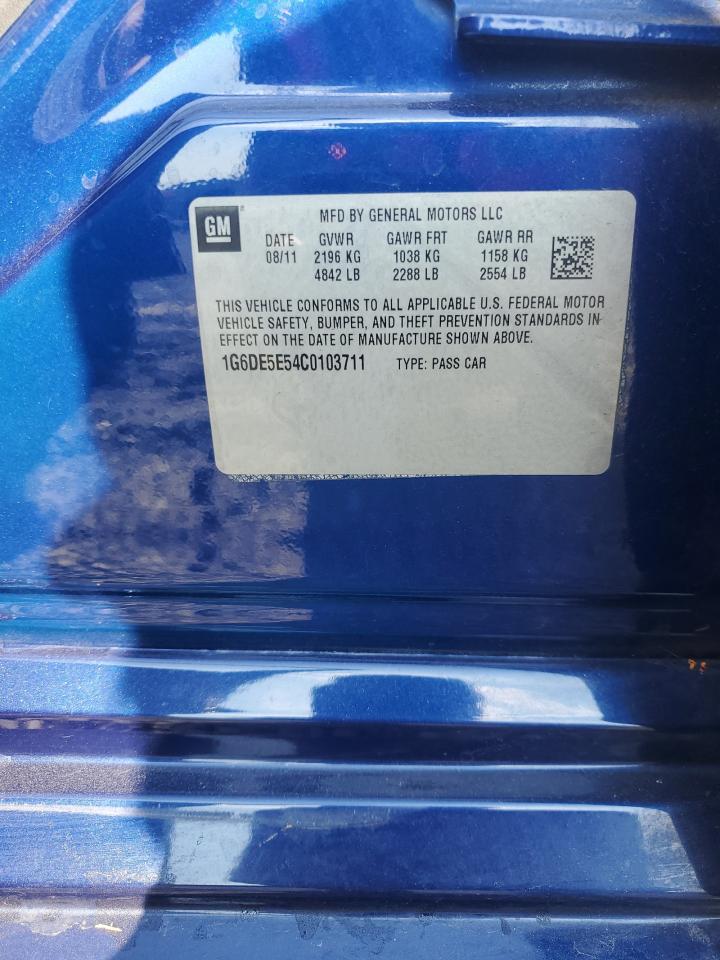 GM® MFD BY GENERAL MOTORS LLC
DATE GVWR GAWR FRT GAWR RR
08/11 2196 KG 1038 KG 1158 KG
4842 LB 2288 LB 2554 LB
THIS VEHICLE CONFORMS TO ALL APPLICABLE U.S. FEDERAL MOTOR
VEHICLE SAFETY, BUMPER, AND THEFT PREVENTION STANDARDS IN
EFFECT ON THE DATE OF MANUFACTURE SHOWN ABOVE.
1G6DE5E54C0103711 TYPE: PASS CAR